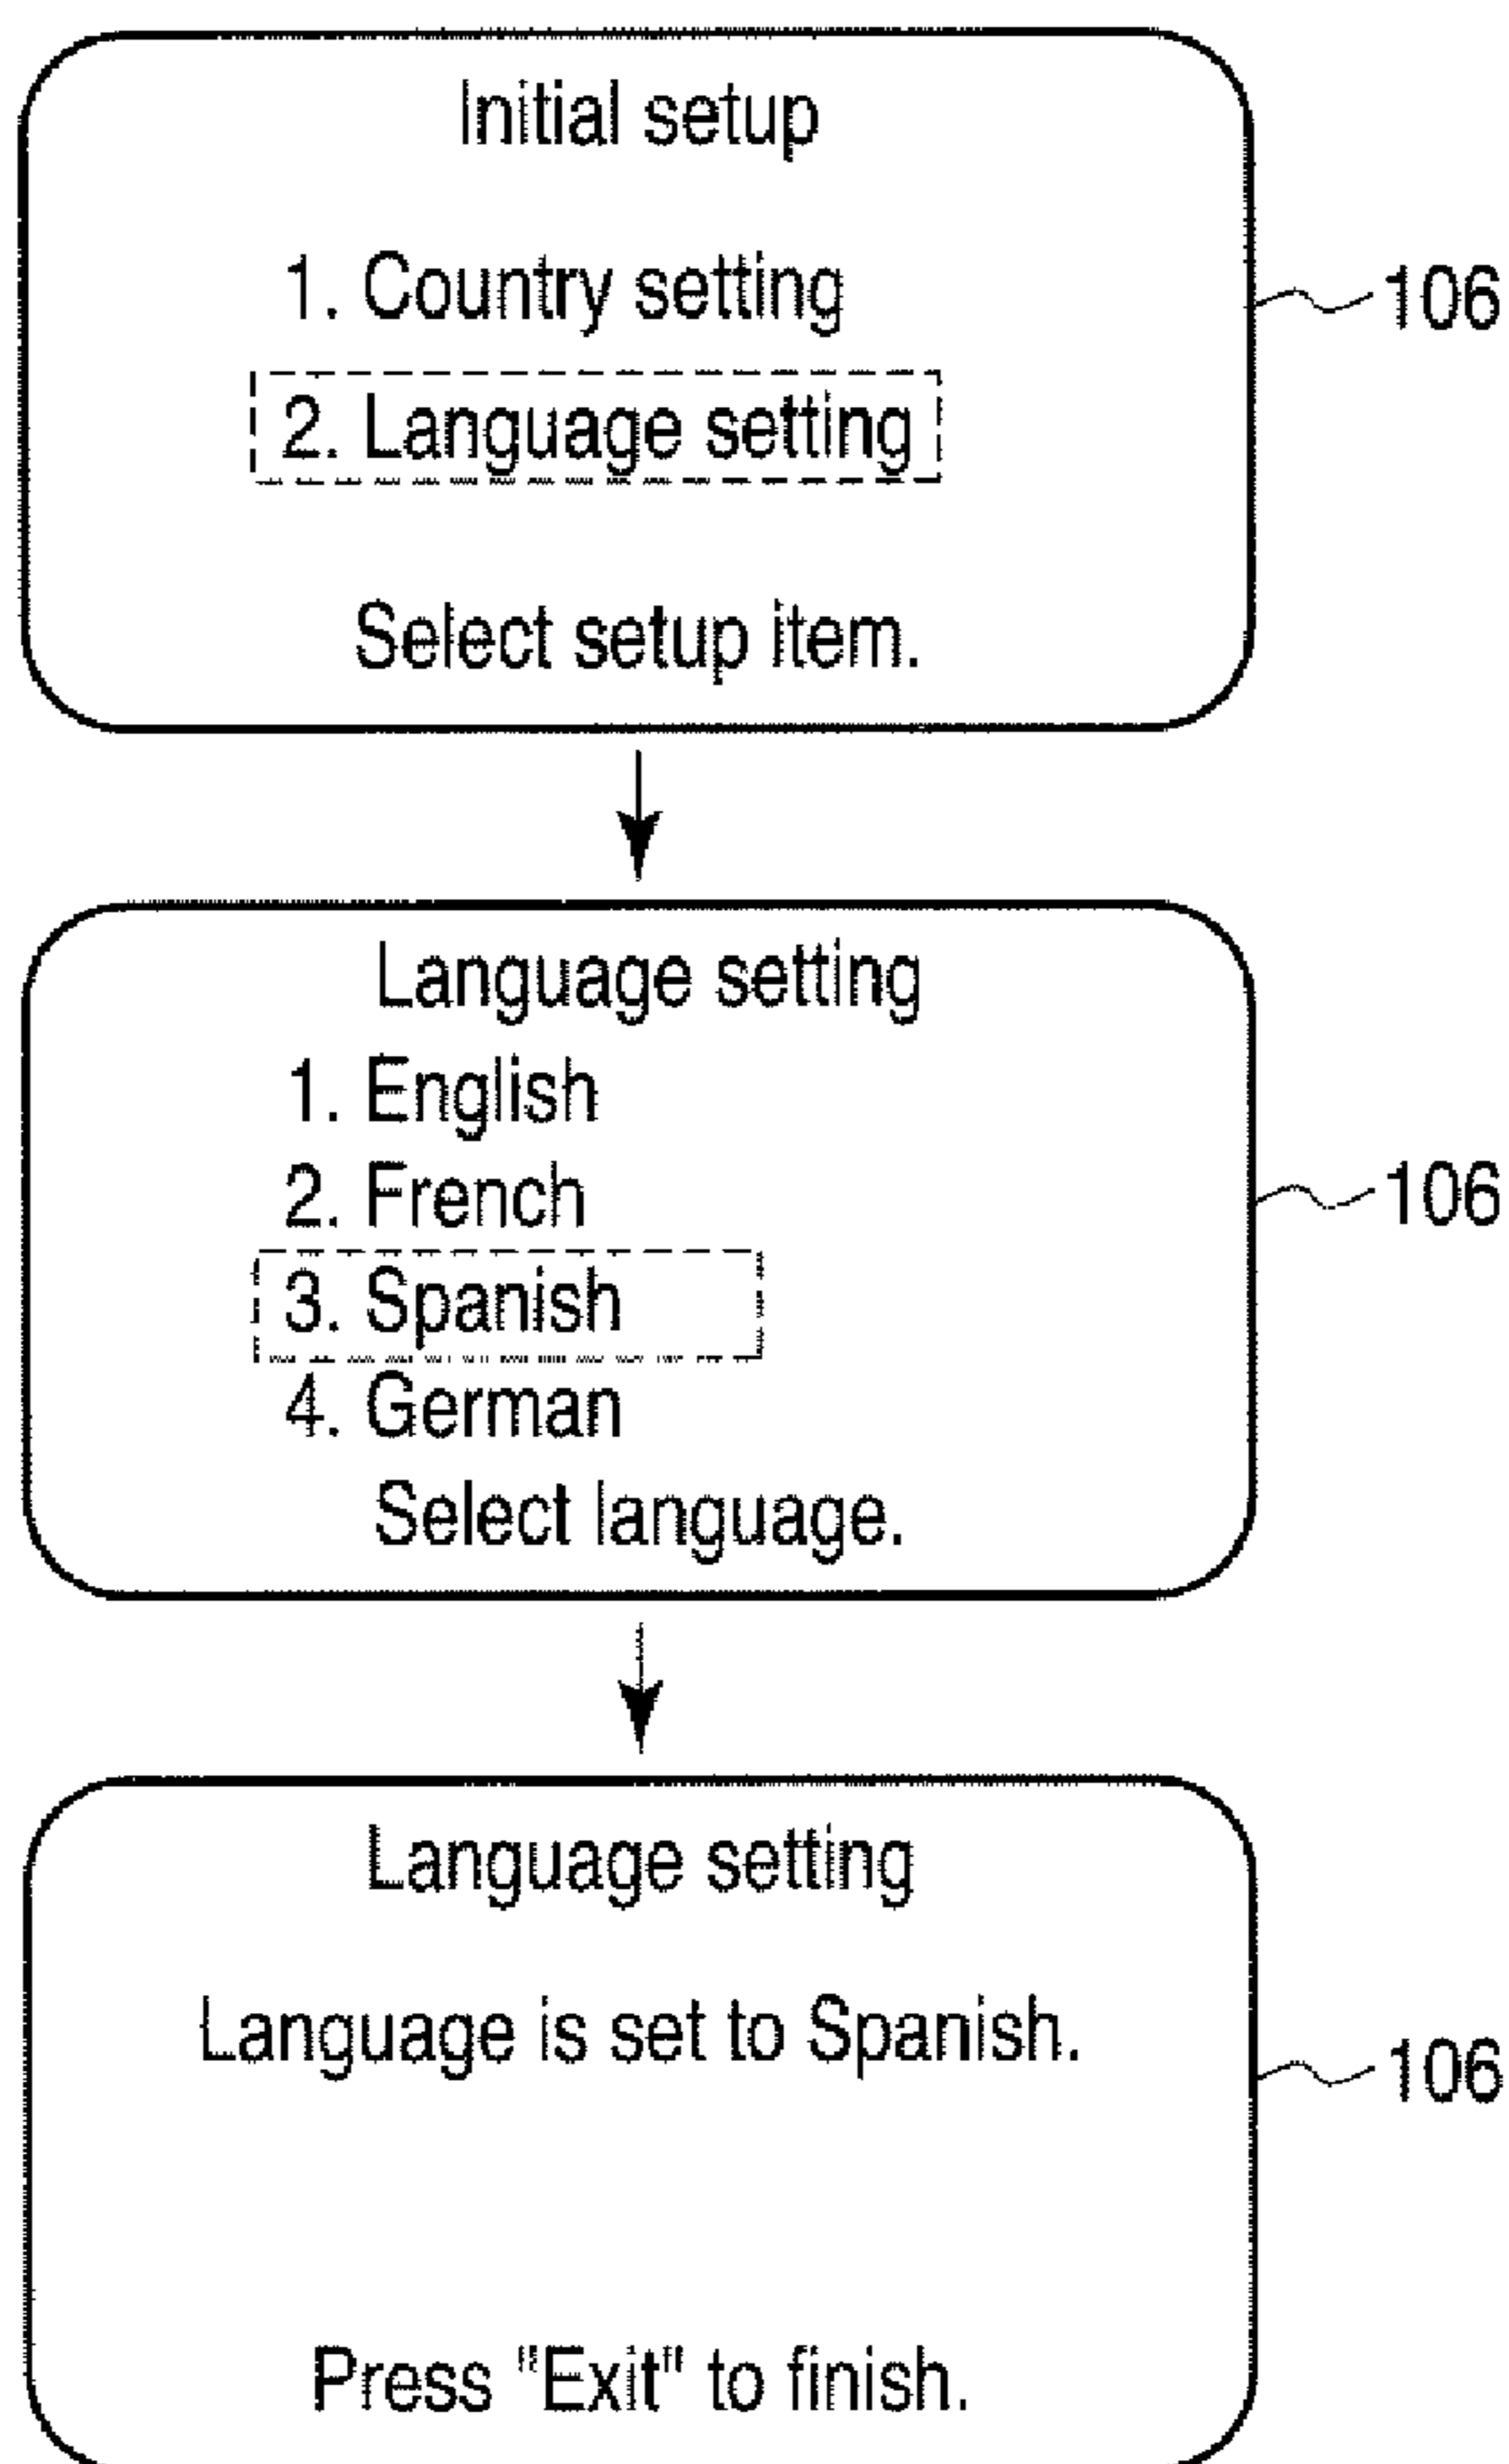 Initial setup
1. Country setting
106
2. Language setting
Select setup item.
Language setting
1. English
2. French
106
3. Spanish
4. German
Select language.
Language setting
Language is set to Spanish.
106
Press "Exit" to finish.